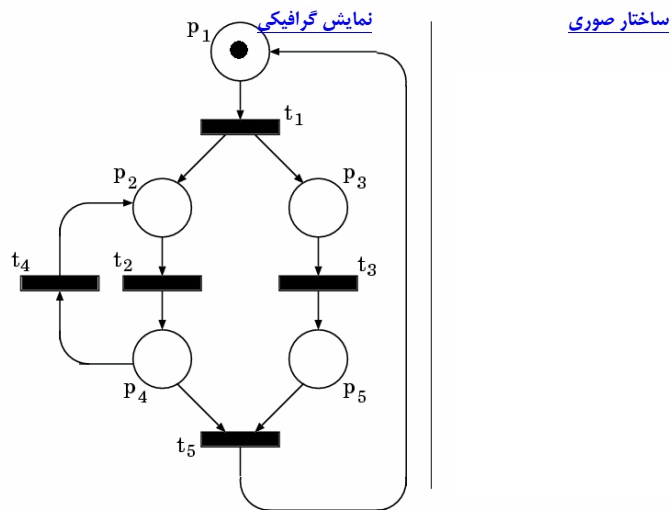 ساختار صوری
نمایش گرافیکی
p1
t1
p2
p3
t4
t2
t3
p4
p5
t5